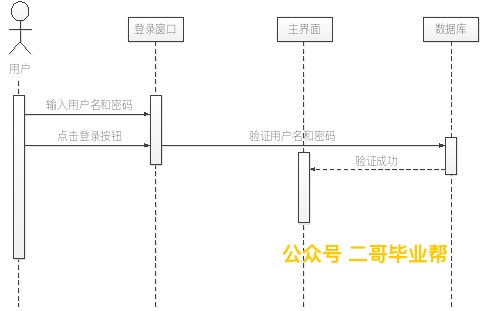 登录窗口
主界面
数据库
用户
输入用户名和密码
点击登录按钮
验证用户名和密码
验证成功
公众号 二哥毕业帮